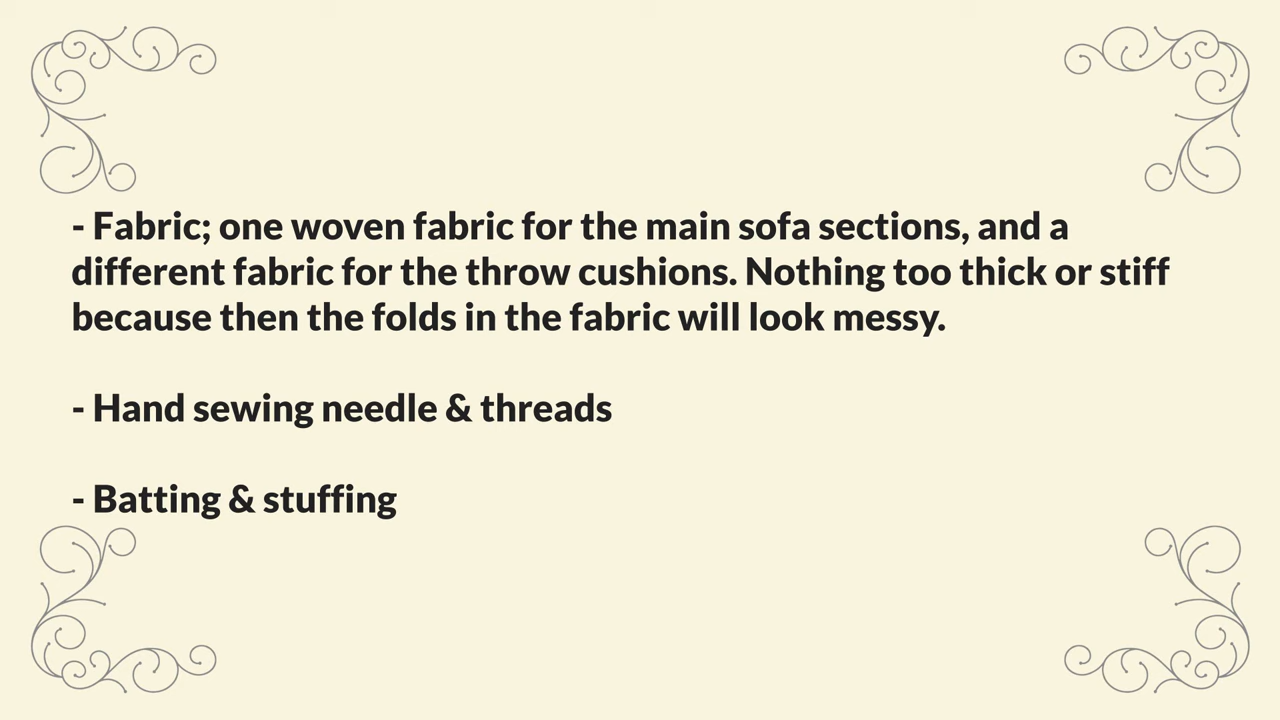 - Fabric; one woven fabric for the main sofa sections, and a
different fabric for the throw cushions. Nothing too thick or stiff
because then the folds in the fabric will look messy.
- Hand sewing needle & threads
- Batting & stuffing